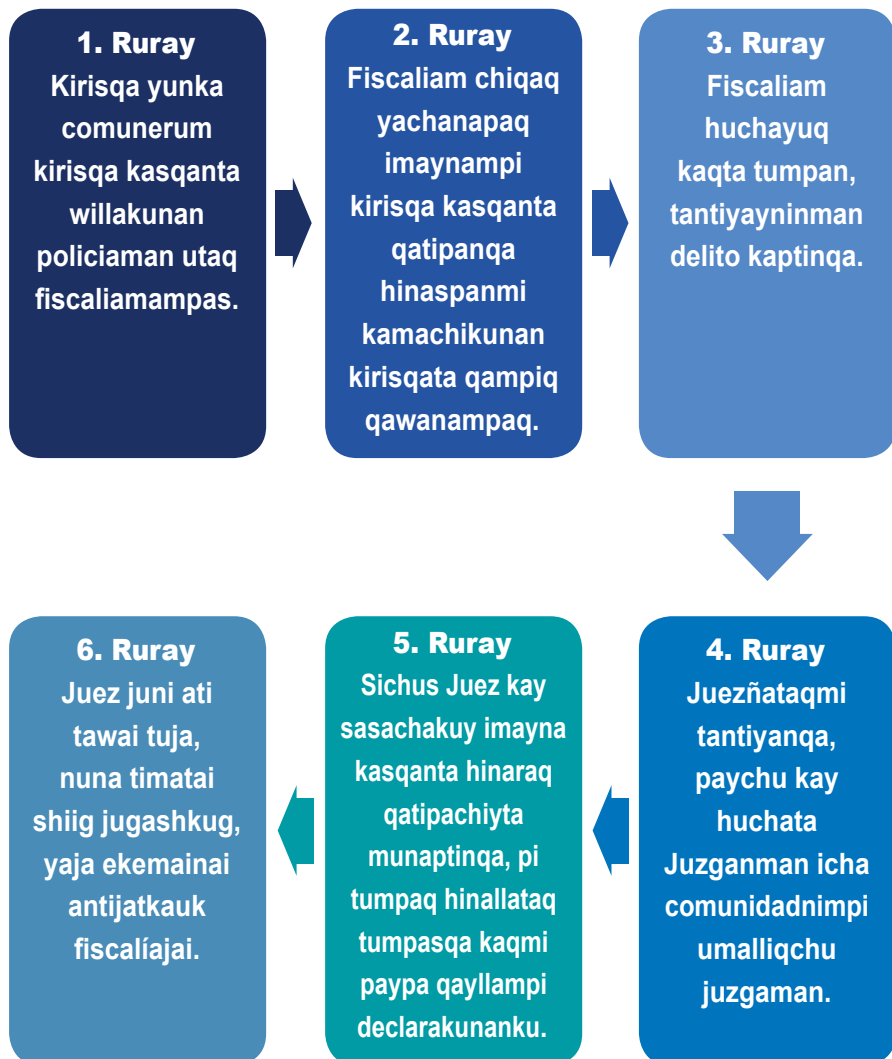 1. Ruray
Kirisqa yunka
comunerum
kirisqa kasqanta
willakunan
policiaman utaq
fiscaliamampas.
2. Ruray
Fiscaliam chiqaq
yachanapaq
imaynampi
kirisqa kasqanta
qatipanqa
hinaspanmi
kamachikunan
kirisqata qampiq
qawanampaq.
3. Ruray
Fiscaliam
huchayuq
kaqta tumpan,
tantiyayninman
delito kaptinqa.
4. Ruray
Juezñataqmi
tantiyanqa,
paychu kay
huchata
Juzganman icha
comunidadnimpi
umalliqchu
juzgaman.
5. Ruray
Sichus Juez kay
sasachakuy imayna
kasqanta hinaraq
qatipachiyta
munaptinqa, pi
tumpaq hinallataq
tumpasqa kaqmi
paypa qayllampi
declarakunanku.
6. Ruray
Juez juni ati
tawai tuja,
nuna timatai
shiig jugashkug,
yaja ekemainai
antijatkauk
fiscalíajai.